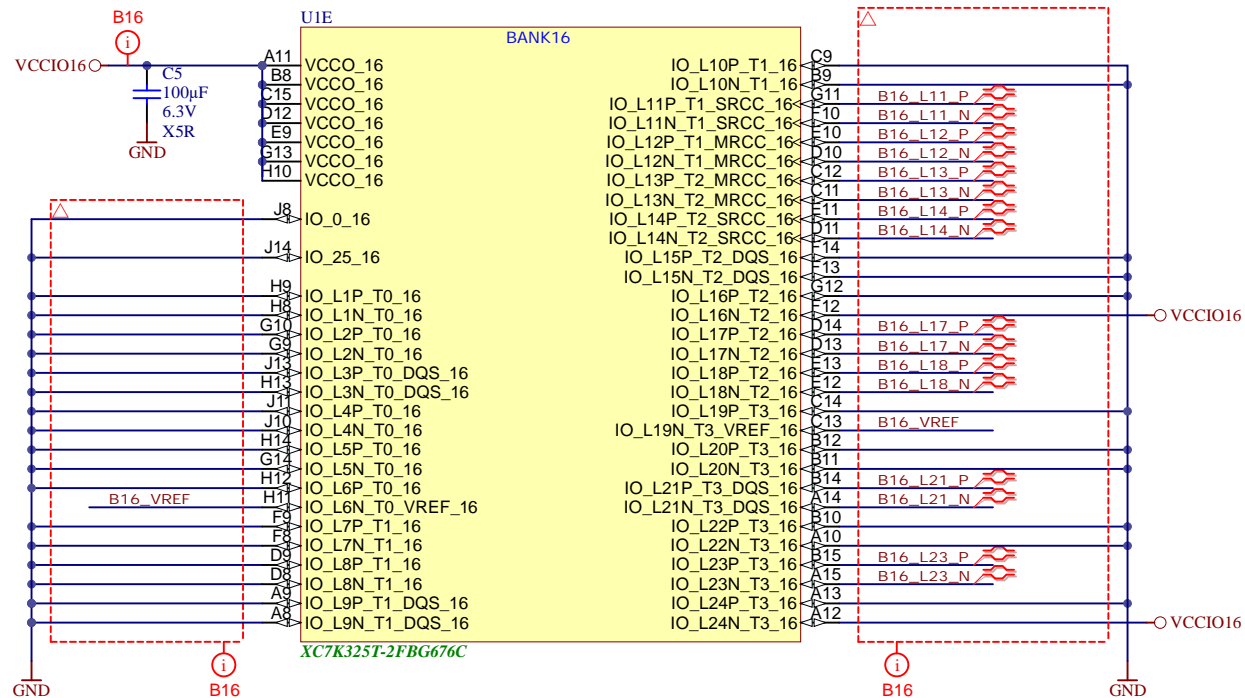 B16
U1E
BANK16
i
VCCIO16
C5
100µF
6.3V
X5R
GND
A11 VCCO_16
B8 VCCO_16
C15 VCCO_16
D12 VCCO_16
E9 VCCO_16
G13 VCCO_16
H10 VCCO_16
J8 IO_0_16
J14 IO_25_16
H9 IO_L1P_T0_16
H8 IO_L1N_T0_16
G10 IO_L2P_T0_16
G9 IO_L2N_T0_16
J13 IO_L3P_T0_DQS_16
H13 IO_L3N_T0_DQS_16
J11 IO_L4P_T0_16
J10 IO_L4N_T0_16
H14 IO_L5P_T0_16
G14 IO_L5N_T0_16
H12 IO_L6P_T0_16
B16_VREF H11 IO_L6N_T0_VREF_16
F9 IO_L7P_T1_16
F8 IO_L7N_T1_16
D9 IO_L8P_T1_16
D8 IO_L8N_T1_16
A9 IO_L9P_T1_DQS_16
A8 IO_L9N_T1_DQS_16
IO_L10P_T1_16 C9
IO_L10N_T1_16 B9
IO_L11P_T1_SRCC_16 G11 B16_L11_P
IO_L11N_T1_SRCC_16 F10 B16_L11_N
IO_L12P_T1_MRCC_16 E10 B16_L12_P
IO_L12N_T1_MRCC_16 D10 B16_L12_N
IO_L13P_T2_MRCC_16 C12 B16_L13_P
IO_L13N_T2_MRCC_16 C11 B16_L13_N
IO_L14P_T2_SRCC_16 E11 B16_L14_P
IO_L14N_T2_SRCC_16 D11 B16_L14_N
IO_L15P_T2_DQS_16 F14
IO_L15N_T2_DQS_16 F13
IO_L16P_T2_16 G12
IO_L16N_T2_16 F12 VCCIO16
IO_L17P_T2_16 D14 B16_L17_P
IO_L17N_T2_16 D13 B16_L17_N
IO_L18P_T2_16 E13 B16_L18_P
IO_L18N_T2_16 E12 B16_L18_N
IO_L19P_T3_16 C14
IO_L19N_T3_VREF_16 C13 B16_VREF
IO_L20P_T3_16 B12
IO_L20N_T3_16 B11
IO_L21P_T3_DQS_16 B14 B16_L21_P
IO_L21N_T3_DQS_16 A14 B16_L21_N
IO_L22P_T3_16 B10
IO_L22N_T3_16 A10
IO_L23P_T3_16 B15 B16_L23_P
IO_L23N_T3_16 A15 B16_L23_N
IO_L24P_T3_16 A13
IO_L24N_T3_16 A12 VCCIO16
XC7K325T-2FBG676C
GND
i
B16
i
B16
GND